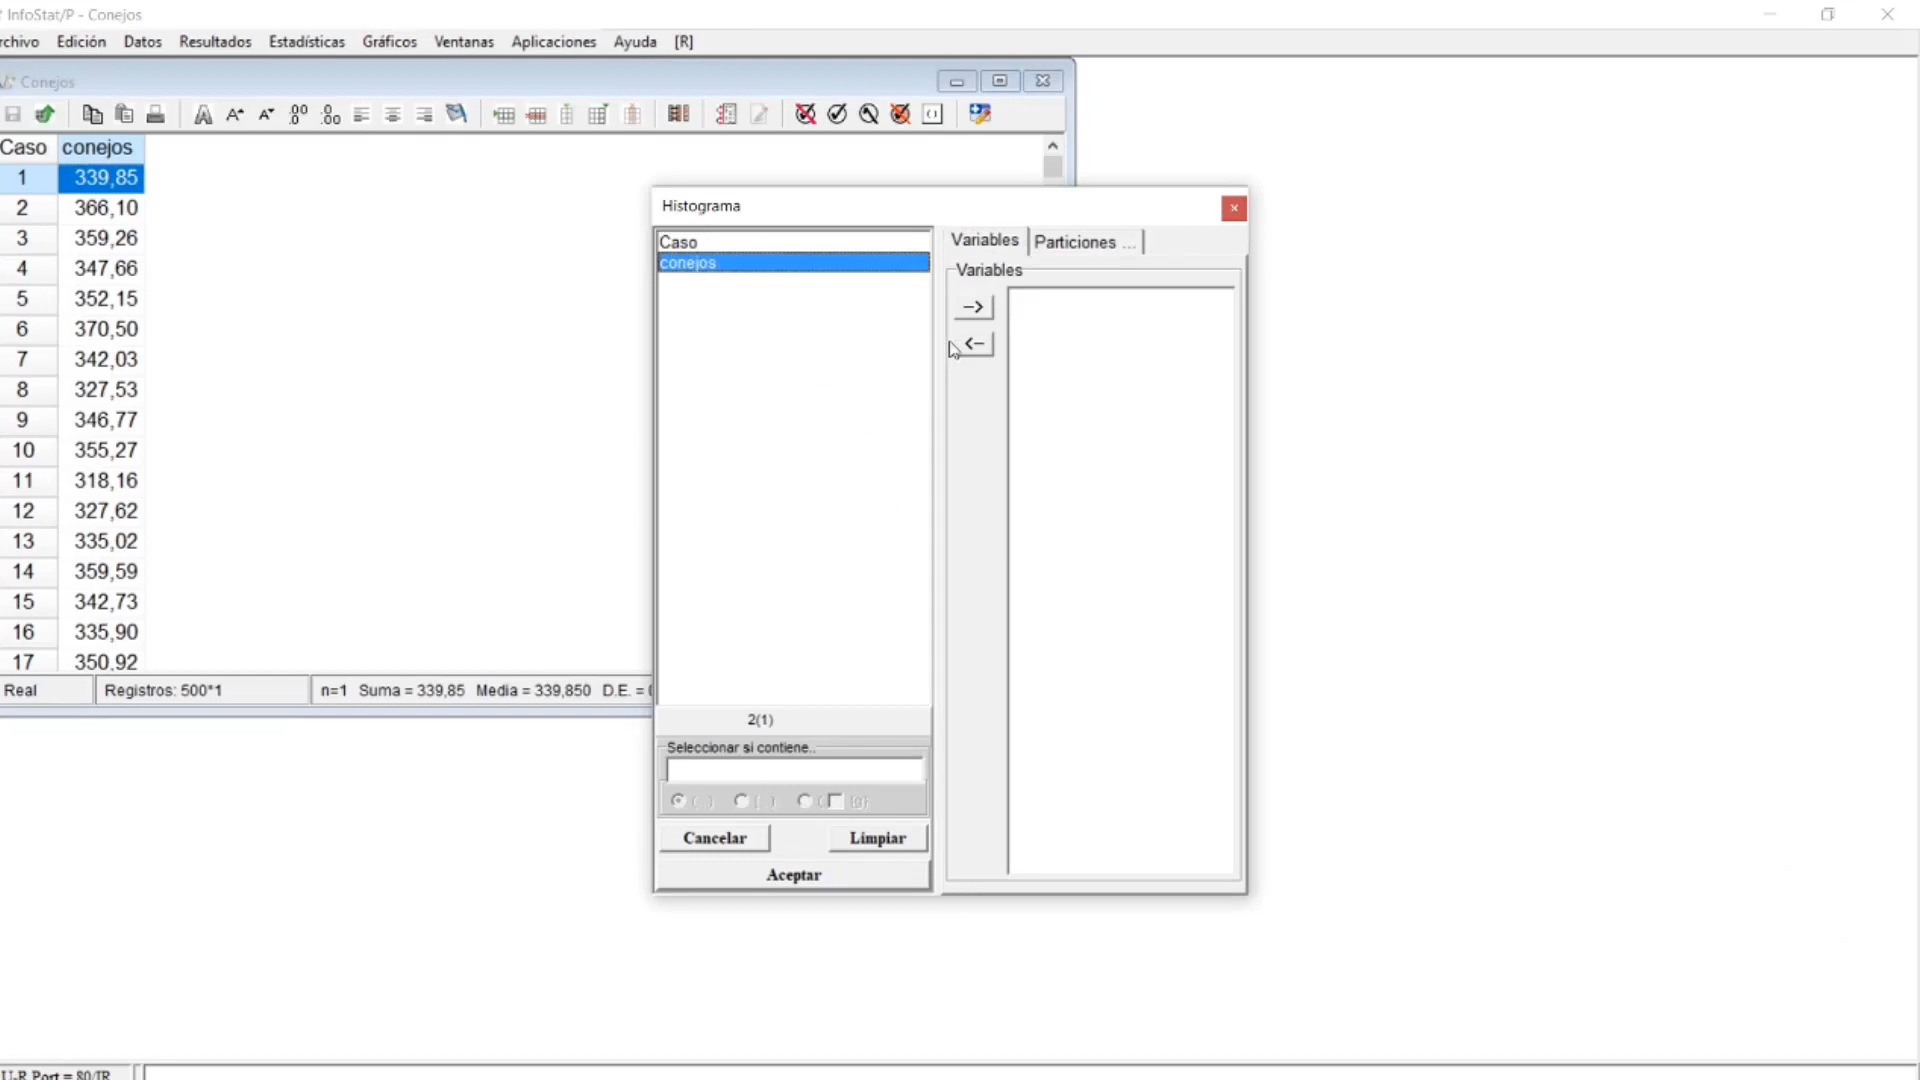 InfoStat/P - Conejos
rchivo Edición Datos Resultados Estadísticas Gráficos Ventanas Aplicaciones Ayuda [R]
Conejos
Caso conejos
1 339,85
2 366,10
3 359,26
4 347,66
5 352,15
6 370,50
7 342,03
8 327,53
9 346,77
10 355,27
11 318,16
12 327,62
13 335,02
14 359,59
15 342,73
16 335,90
17 350,92
Real Registros: 500*1 n=1 Suma = 339,85 Media = 339,850 D.E. =
Histograma
Caso
conejos
2(1)
Seleccionar si contiene..
Cancelar Limpiar
Aceptar
Variables Particiones ...
Variables
-->
<--
U-R Port = 80/IR